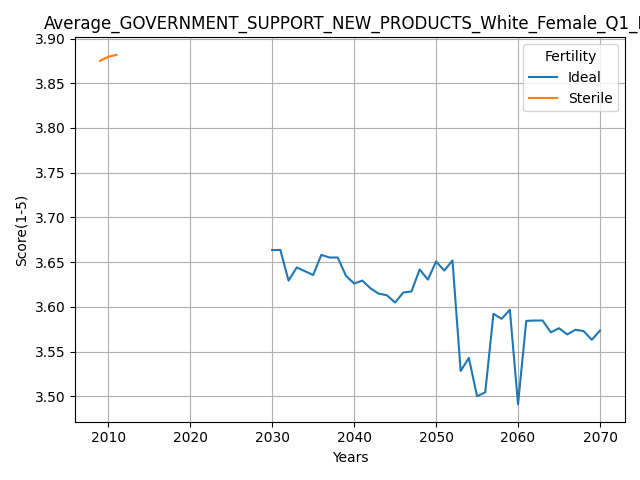 Average_GOVERNMENT_SUPPORT_NEW_PRODUCTS_White_Female_Q1_
3.90
3.85
3.80
3.75
3.70
3.65
3.60
3.55
3.50
Score(1-5)
Fertility
Ideal
Sterile
2010 2020 2030 2040 2050 2060 2070
Years